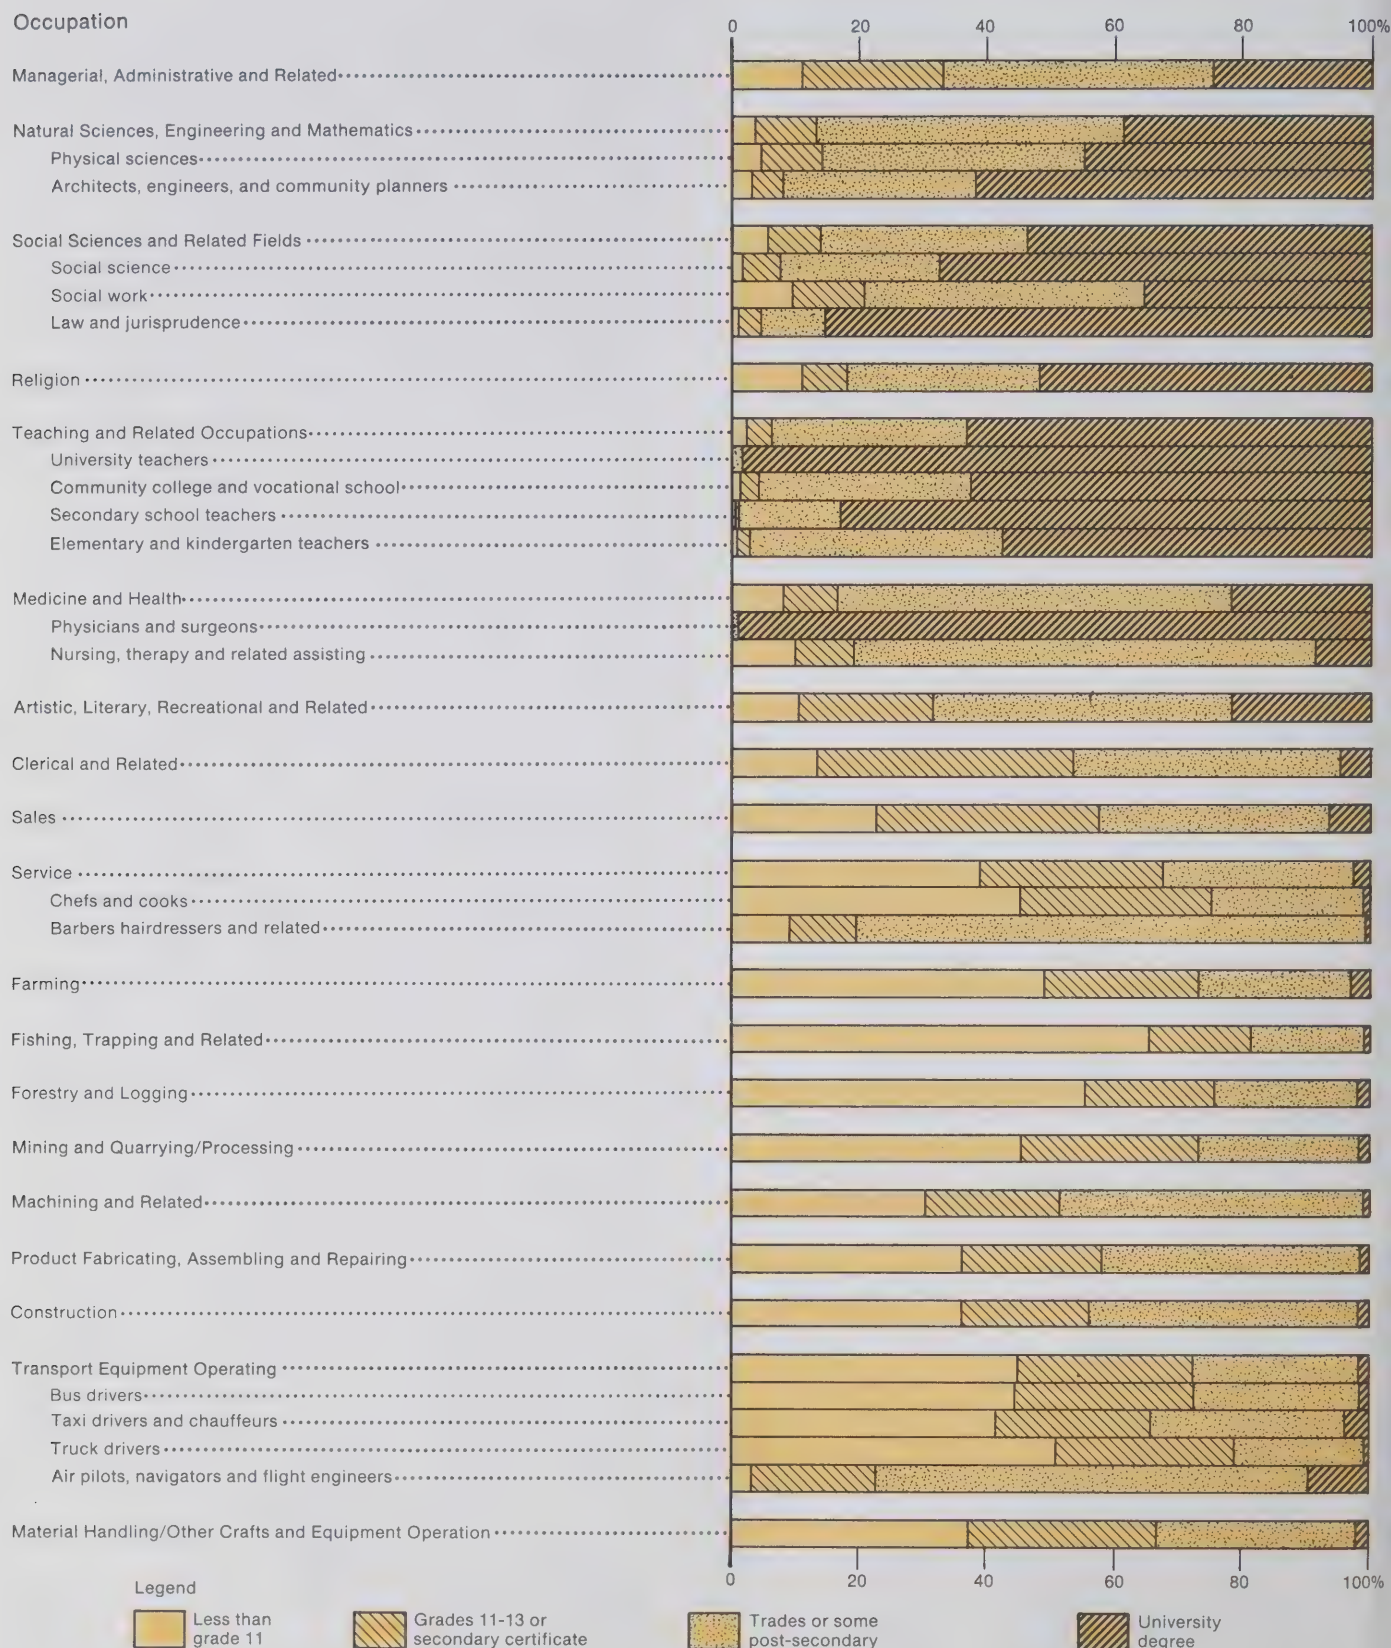 Occupation
0 20 40 60 80 100%
Managerial, Administrative and Related
Natural Sciences, Engineering and Mathematics
Physical sciences
Architects, engineers, and community planners
Social Sciences and Related Fields
Social science
Social work
Law and jurisprudence
Religion
Teaching and Related Occupations
University teachers
Community college and vocational school
Secondary school teachers
Elementary and kindergarten teachers
Medicine and Health
Physicians and surgeons
Nursing, therapy and related assisting
Artistic, Literary, Recreational and Related
Clerical and Related
Sales
Service
Chefs and cooks
Barbers hairdressers and related
Farming
Fishing, Trapping and Related
Forestry and Logging
Mining and Quarrying/Processing
Machining and Related
Product Fabricating, Assembling and Repairing
Construction
Transport Equipment Operating
Bus drivers
Taxi drivers and chauffeurs
Truck drivers
Air pilots, navigators and flight engineers
Material Handling/Other Crafts and Equipment Operation
0 20 40 60 80 100%
Legend
Less than
grade 11
Grades 11-13 or
secondary certificate
Trades or some
post-secondary
University
degree